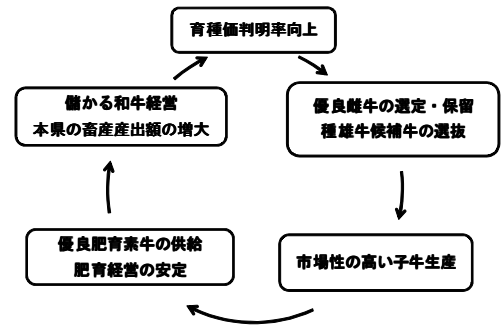 育種価判明率向上
優良雌牛の選定・保留
種雄牛候補牛の選抜
市場性の高い子牛生産
優良肥育素牛の供給
肥育経営の安定
儲かる和牛経営
本県の畜産産出額の増大